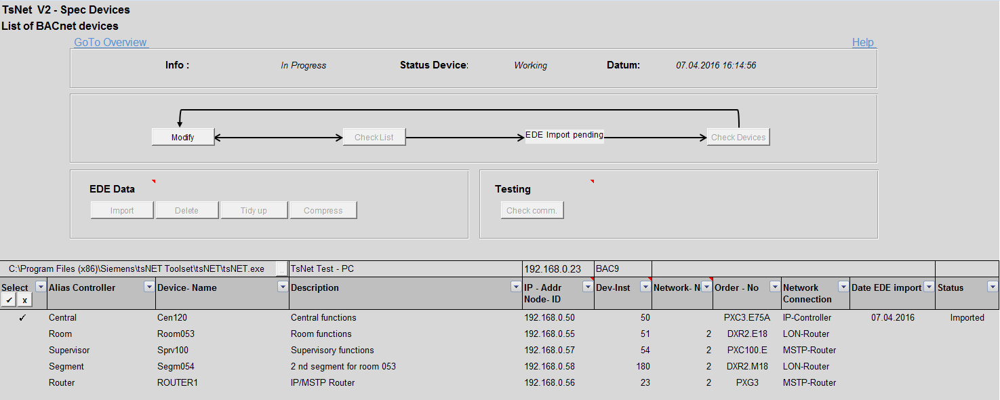 TsNet V2 - Spec Devices
List of BACnet devices
GoTo Overview Help
Info : In Progress Status Device: Working Datum: 07.04.2016 16:14:56
Modify CheckList EDE Import pending Check Devices
EDE Data Testing
Import Delete Tidy up Compress Check comm.
C:\Program Files (x86)\Siemens\tsNET Toolset\tsNET\tsNET.exe .. TsNet Test - PC 192.168.0.23 BAC9
Select Alias Controller Device- Name Description IP - Addr Node- ID Dev-Inst Network- N Order - No Network Connection Date EDE import Status
✓ x
✓ Central Cen120 Central functions 192.168.0.50 50 PXC3.E75A IP-Controller 07.04.2016 Imported
Room Room053 Room functions 192.168.0.55 51 2 DXR2.E18 LON-Router
Supervisor Sprv100 Supervisory functions 192.168.0.57 54 2 PXC100.E MSTP-Router
Segment Segm054 2 nd segment for room 053 192.168.0.58 180 2 DXR2.M18 LON-Router
Router ROUTER1 IP/MSTP Router 192.168.0.56 23 2 PXG3 MSTP-Router